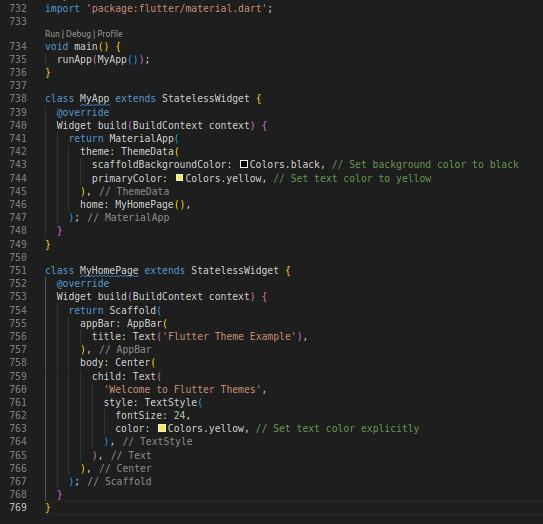 732 import 'package:flutter/material.dart';
733
Run | Debug | Profile
734 void main() {
735   runApp(MyApp());
736 }
737
738 class MyApp extends StatelessWidget {
739   @override
740   Widget build(BuildContext context) {
741     return MaterialApp(
742       theme: ThemeData(
743         scaffoldBackgroundColor: Colors.black, // Set background color to black
744         primaryColor: Colors.yellow, // Set text color to yellow
745       ), // ThemeData
746       home: MyHomePage(),
747     ); // MaterialApp
748   }
749 }
750
751 class MyHomePage extends StatelessWidget {
752   @override
753   Widget build(BuildContext context) {
754     return Scaffold(
755       appBar: AppBar(
756         title: Text('Flutter Theme Example'),
757       ), // AppBar
758       body: Center(
759         child: Text(
760           'Welcome to Flutter Themes',
761           style: TextStyle(
762             fontSize: 24,
763             color: Colors.yellow, // Set text color explicitly
764           ), // TextStyle
765         ), // Text
766       ), // Center
767     ); // Scaffold
768   }
769 }